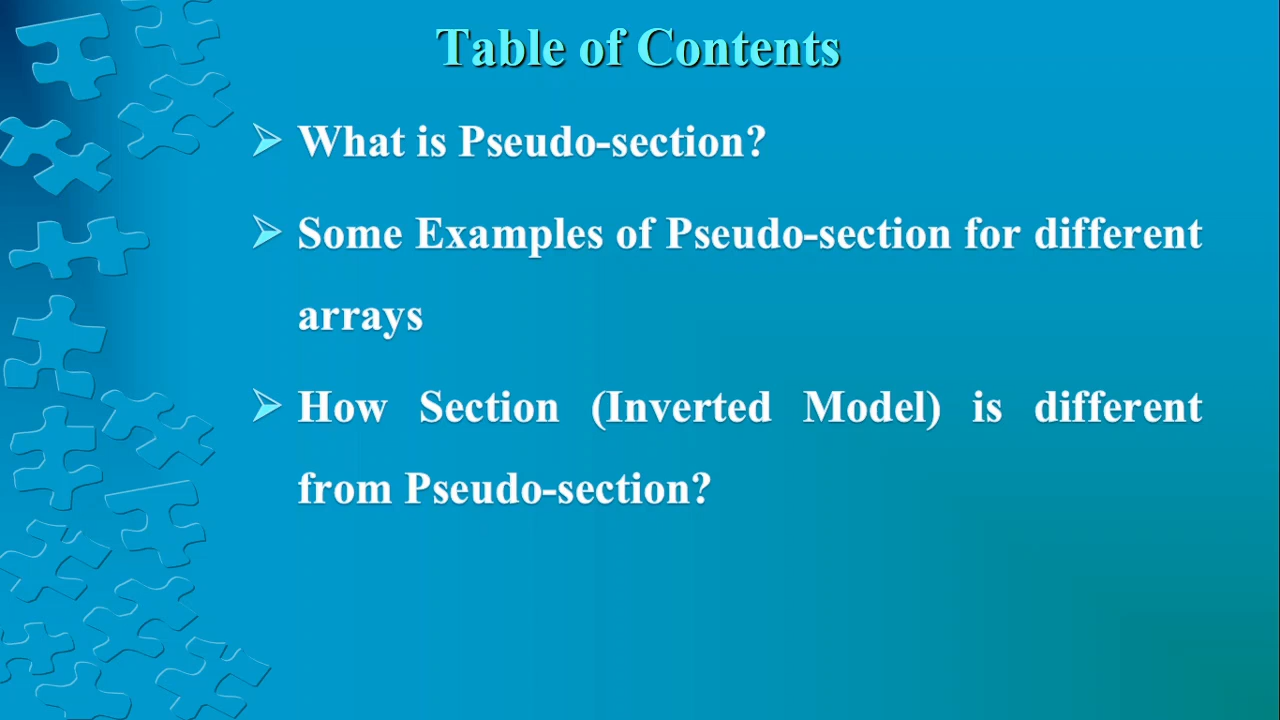 Table of Contents
What is Pseudo-section?
Some Examples of Pseudo-section for different
arrays
How Section (Inverted Model) is different
from Pseudo-section?